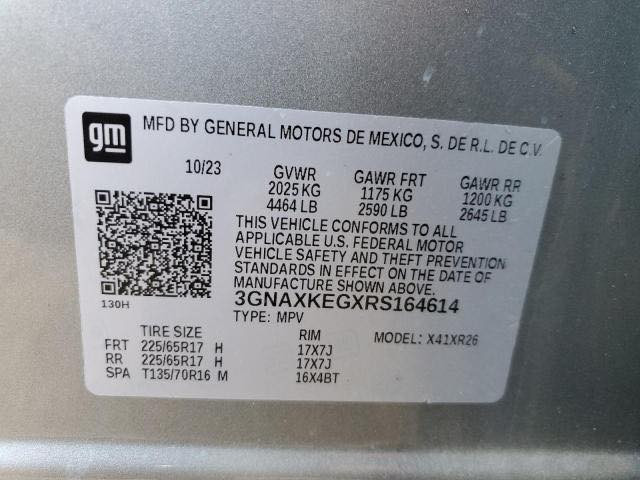 gm MFD BY GENERAL MOTORS DE MEXICO, S. DE R.L. DE C.V.
10/23 GVWR GAWR FRT GAWR RR
2025 KG 1175 KG 1200 KG
4464 LB 2590 LB 2645 LB
THIS VEHICLE CONFORMS TO ALL
APPLICABLE U.S. FEDERAL MOTOR
VEHICLE SAFETY AND THEFT PREVENTION
STANDARDS IN EFFECT ON THE DATE OF
MANUFACTURE SHOWN ABOVE.
130H 3GNAXKEGXRS164614
TYPE: MPV
TIRE SIZE RIM MODEL: X41XR26
FRT 225/65R17 H 17X7J
RR 225/65R17 H 17X7J
SPA T135/70R16 M 16X4BT